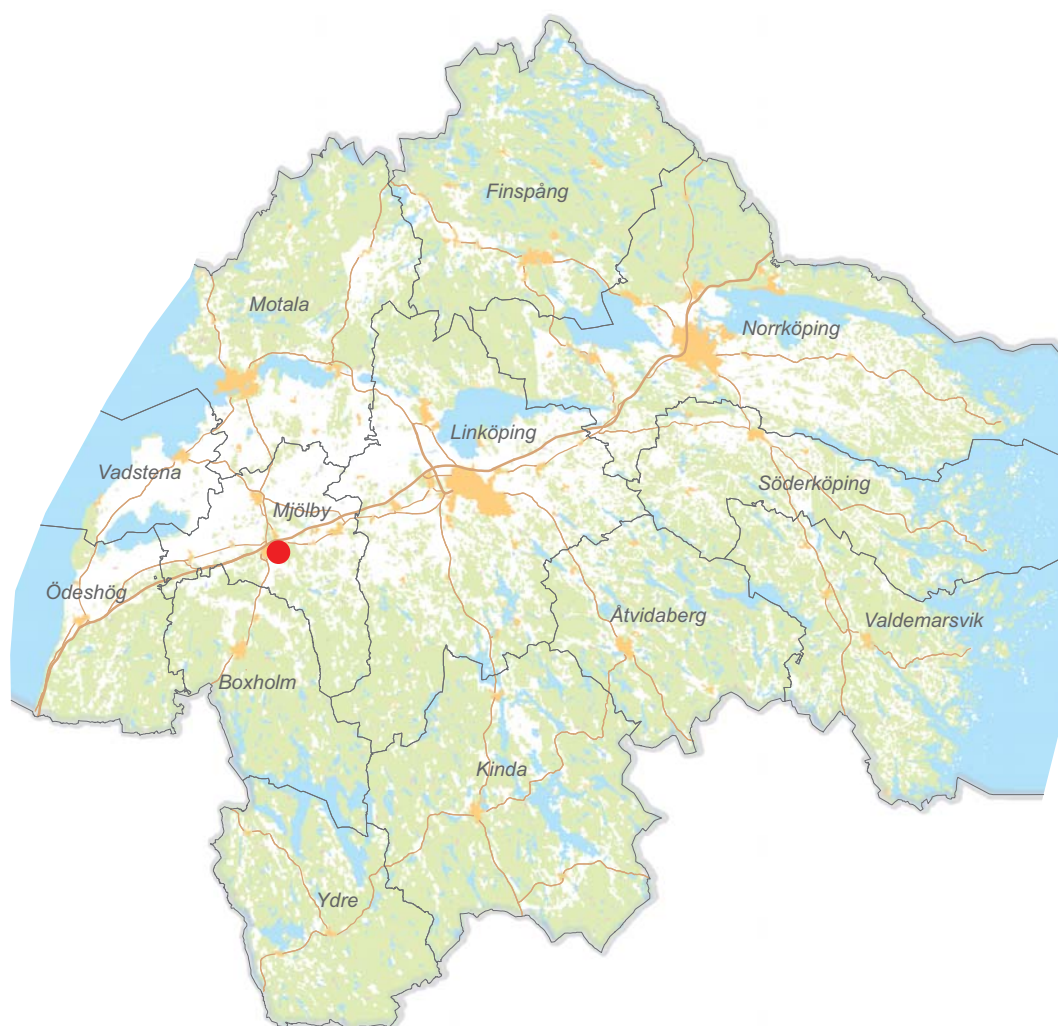 Finspång
Motala
Norrköping
Linköping
Vadstena
Söderköping
Mjölby
Ödeshög
Åtvidaberg
Valdemarsvik
Boxholm
Kinda
Ydre